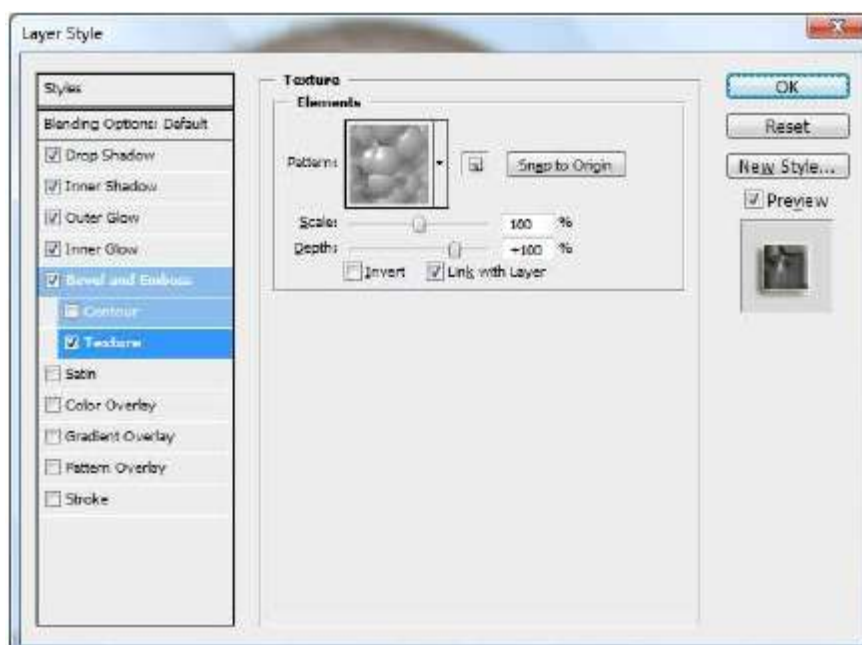 Layer Style
Styles
Blending Options: Default
Drop Shadow
Inner Shadow
Outer Glow
Inner Glow
Bevel and Emboss
Contour
Texture
Satin
Color Overlay
Gradient Overlay
Pattern Overlay
Stroke
Texture
Elements
Pattern:
Snap to Origin
Scale: 100 %
Depth: +100 %
Invert Link with Layer
OK
Reset
New Style...
Preview